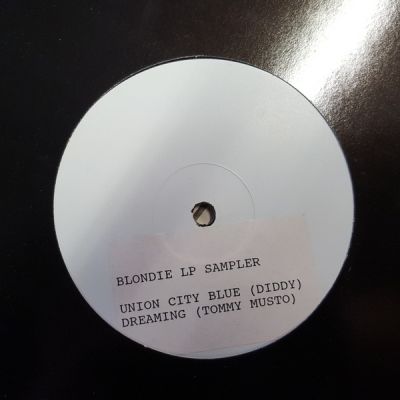 BLONDIE LP SAMPLER
UNION CITY BLUE (DIDDY)
DREAMING (TOMMY MUSTO)